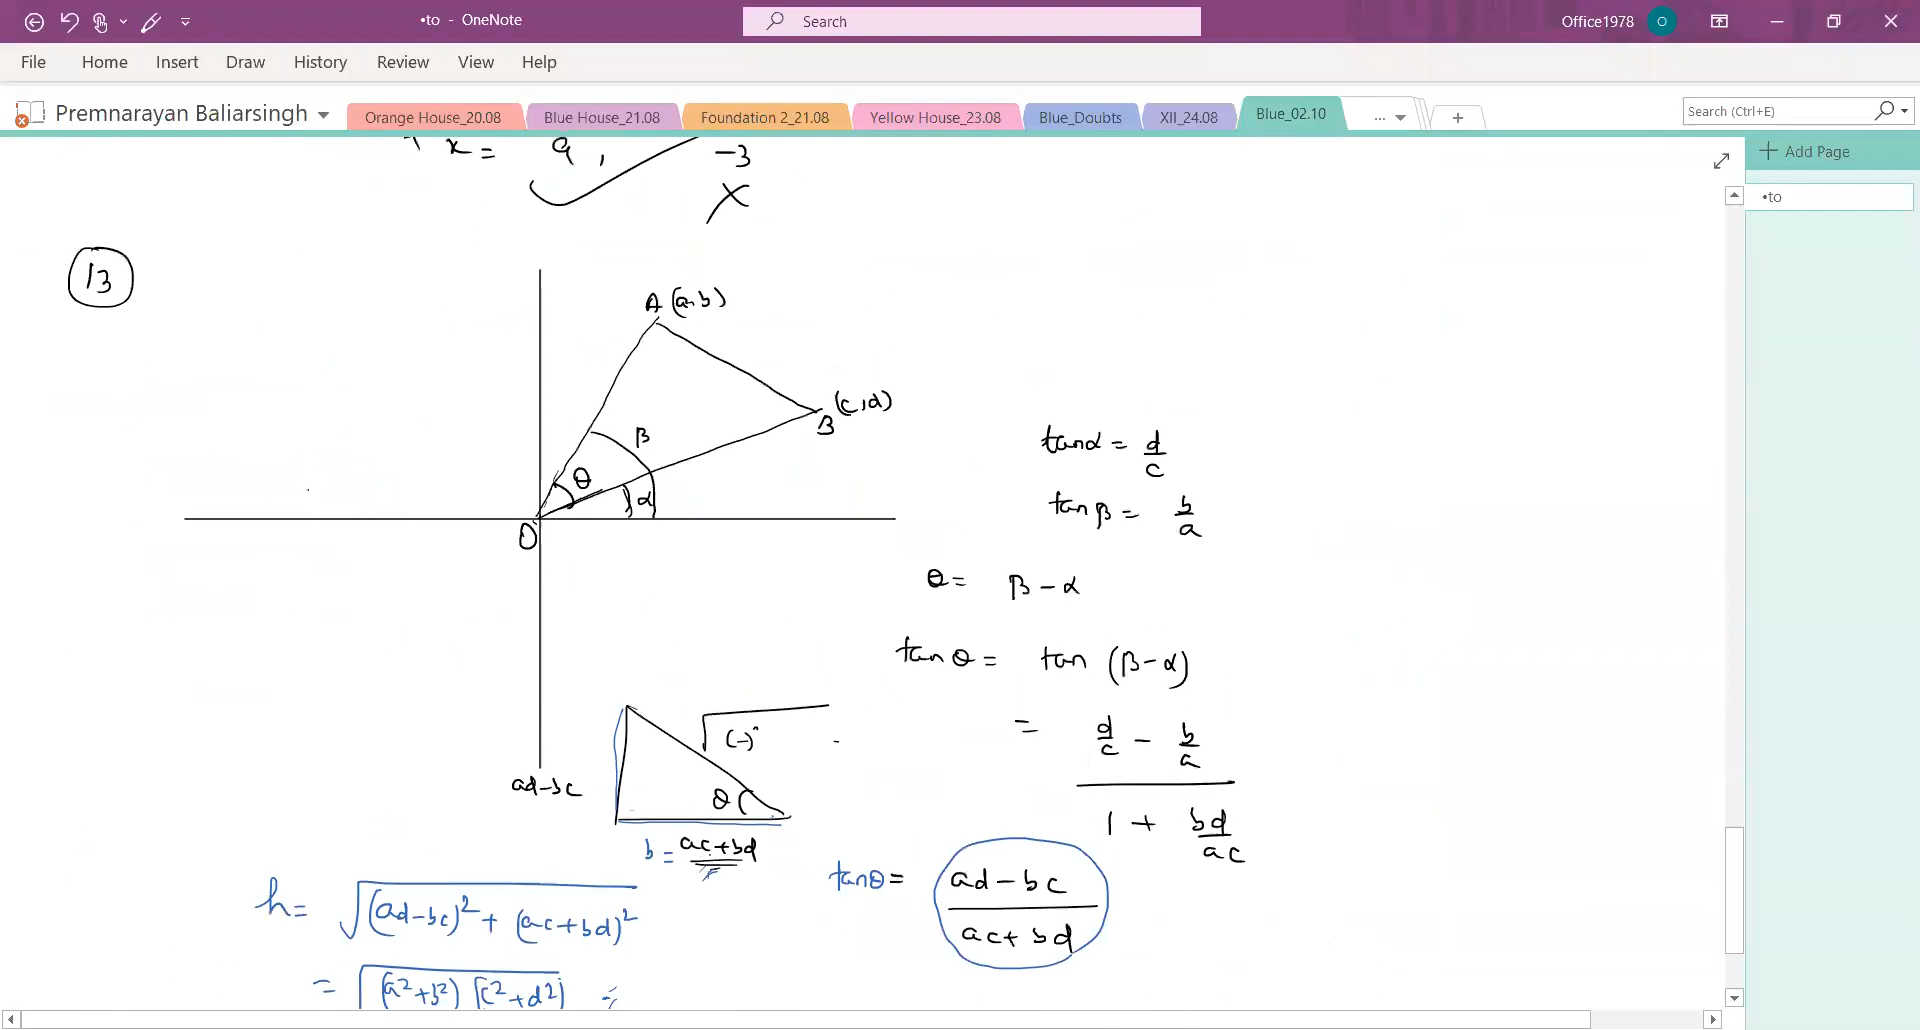 •to - OneNote
Search
Office1978
O
File Home Insert Draw History Review View Help
Premnarayan Baliarsingh
Orange House_20.08 Blue House_21.08 Foundation 2_21.08 Yellow House_23.08 Blue_Doubts XII_24.08 Blue_02.10 ... +
Search (Ctrl+E)
+ Add Page
•to
x = 9, -3
X
13
A (a,b)
(c,d)
B
β
θ
α
O
tanα = d/c
tanβ = b/a
θ = β-α
tanθ = tan (β-α)
= d/c - b/a
1 + bd/ac
(-)²
ad-bc
θ
b = ac+bd
tanθ = ad-bc
ac+bd
h = √(ad-bc)²+(ac+bd)²
= √(a²+b²)(c²+d²)